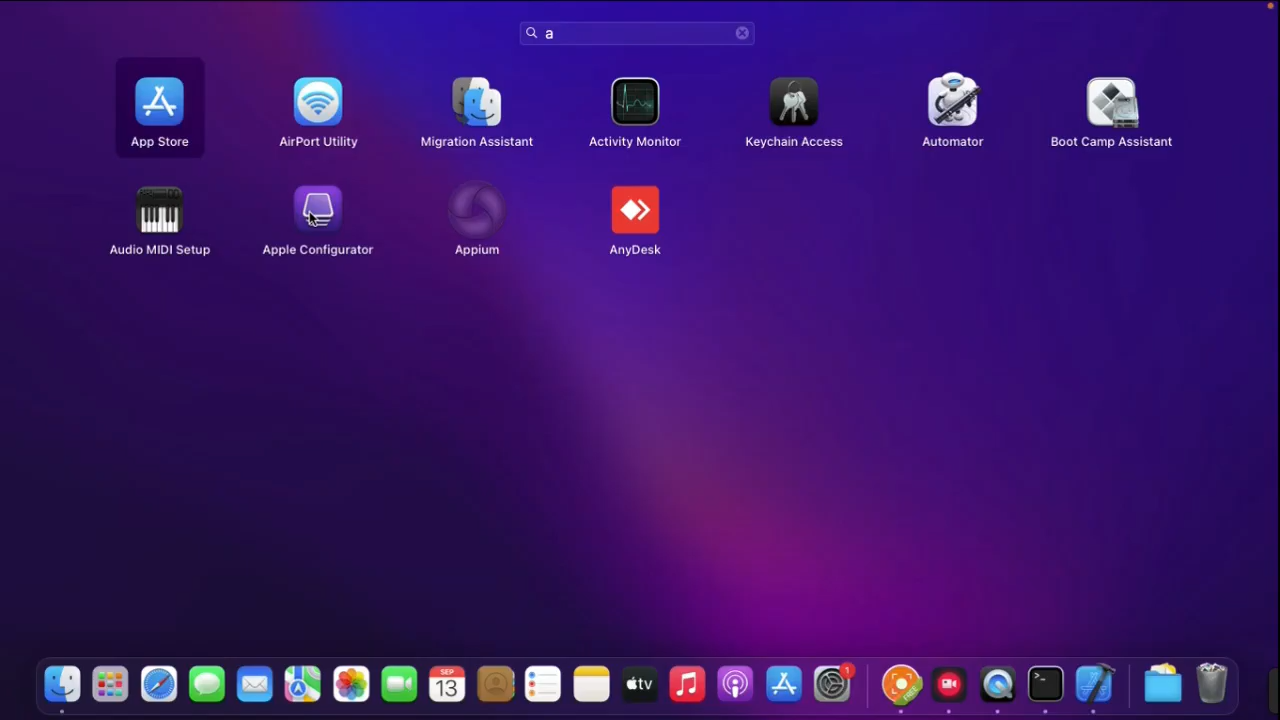 a
App Store
AirPort Utility
Migration Assistant
Activity Monitor
Keychain Access
Automator
Boot Camp Assistant
Audio MIDI Setup
Apple Configurator
Appium
AnyDesk
SEP
13
tv
1
FREE
>_